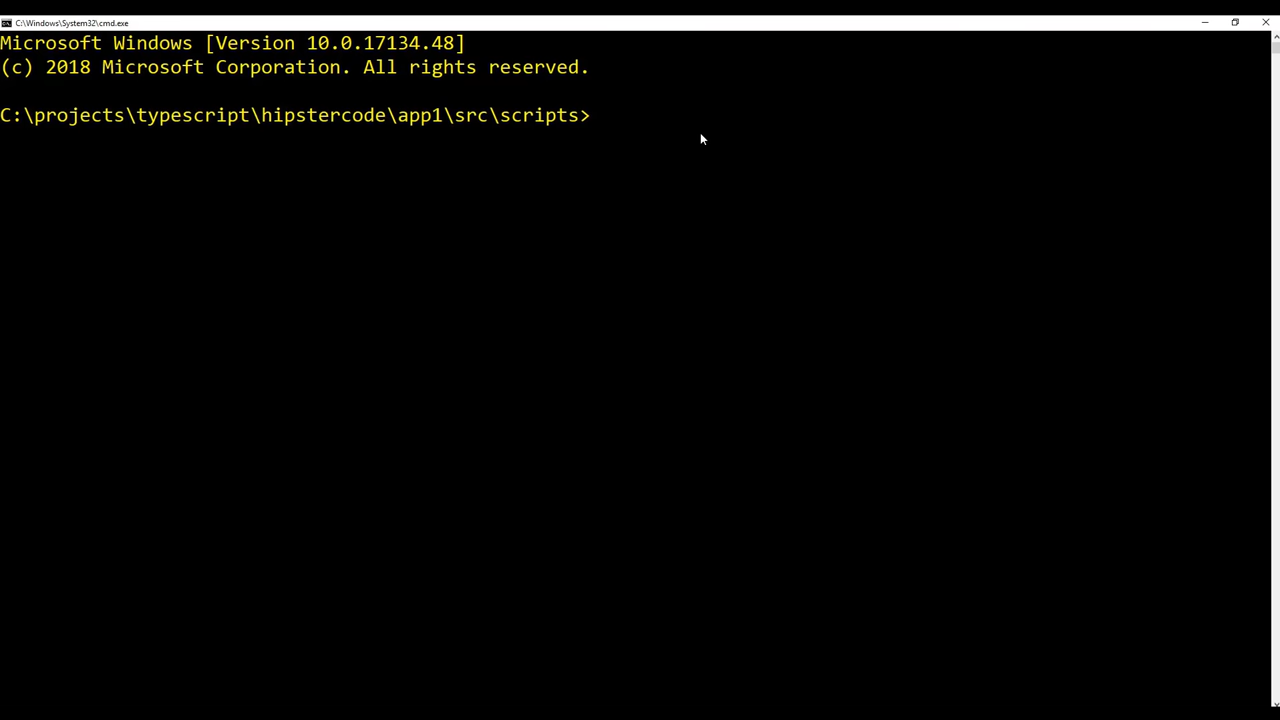 C:\Windows\System32\cmd.exe
Microsoft Windows [Version 10.0.17134.48]
(c) 2018 Microsoft Corporation. All rights reserved.
C:\projects\typescript\hipstercode\app1\src\scripts>